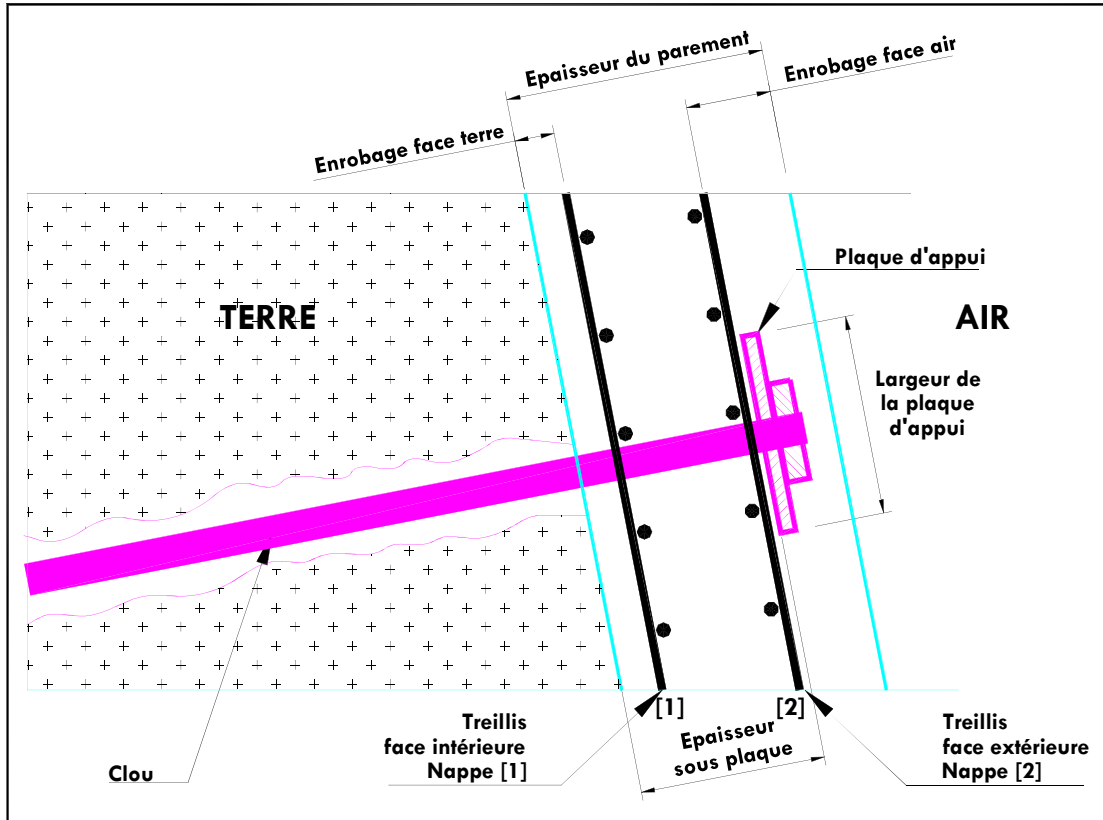 Epaisseur du parement
Enrobage face air
Enrobage face terre
Plaque d'appui
TERRE
AIR
Largeur de
la plaque
d'appui
[1]
[2]
Treillis
face intérieure
Nappe [1]
Epaisseur
sous plaque
Treillis
face extérieure
Nappe [2]
Clou